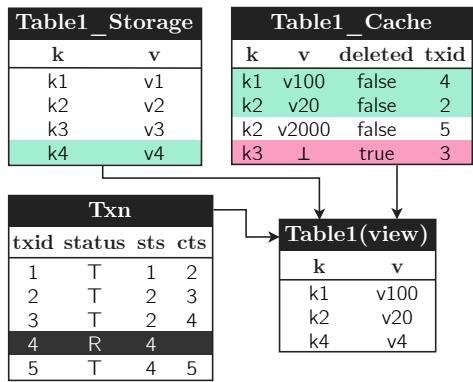 Table1_Storage
k v
k1 v1
k2 v2
k3 v3
k4 v4
Table1_Cache
k v deleted txid
k1 v100 false 4
k2 v20 false 2
k2 v2000 false 5
k3 ⊥ true 3
Txn
txid status sts cts
1 T 1 2
2 T 2 3
3 T 2 4
4 R 4
5 T 4 5
Table1(view)
k v
k1 v100
k2 v20
k4 v4